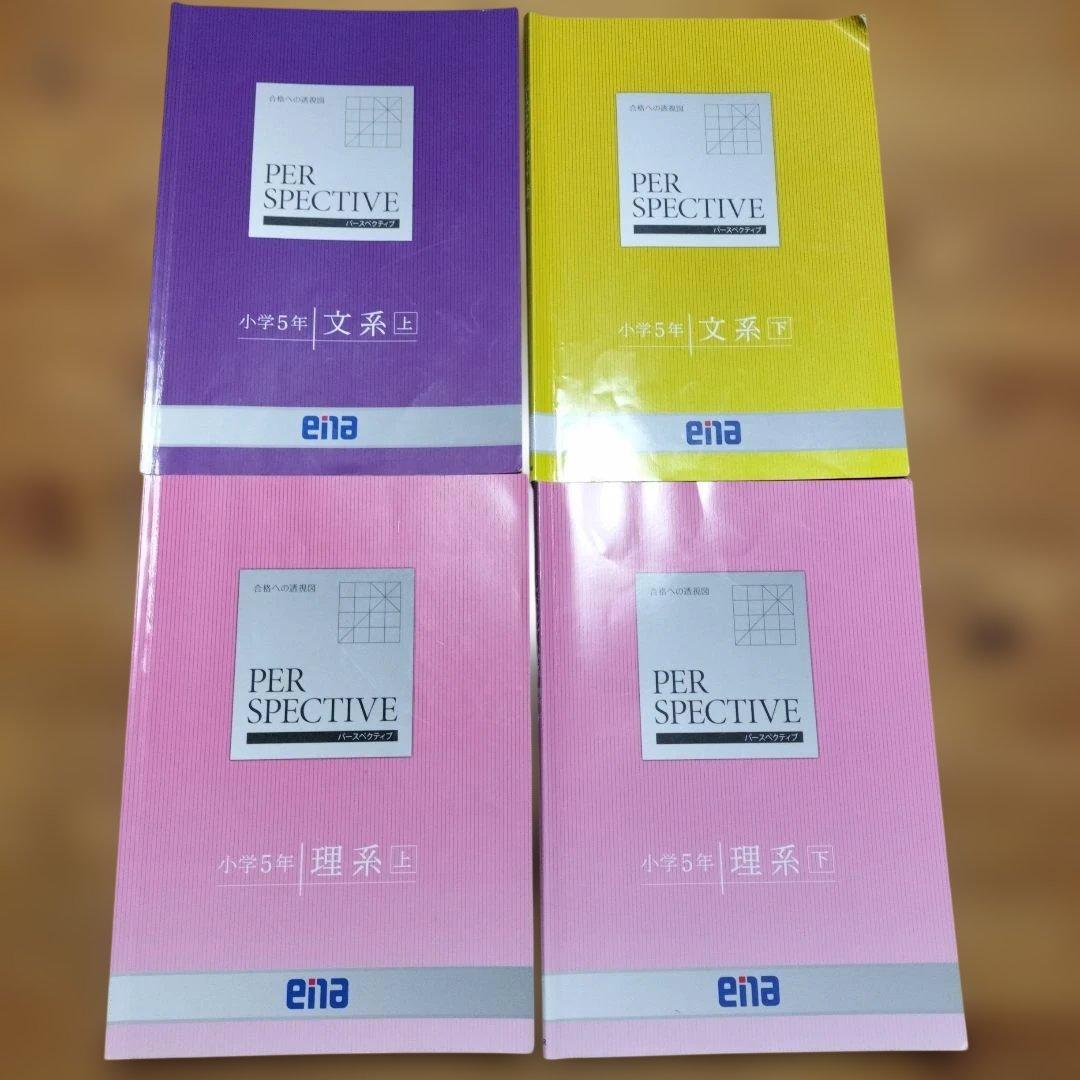 合格への透視図
PER
SPECTIVE
パースペクティブ
小学5年 文系 上
ena
合格への透視図
PER
SPECTIVE
パースペクティブ
小学5年 文系 下
ena
合格への透視図
PER
SPECTIVE
パースペクティブ
小学5年 理系 上
ena
合格への透視図
PER
SPECTIVE
パースペクティブ
小学5年 理系 下
ena